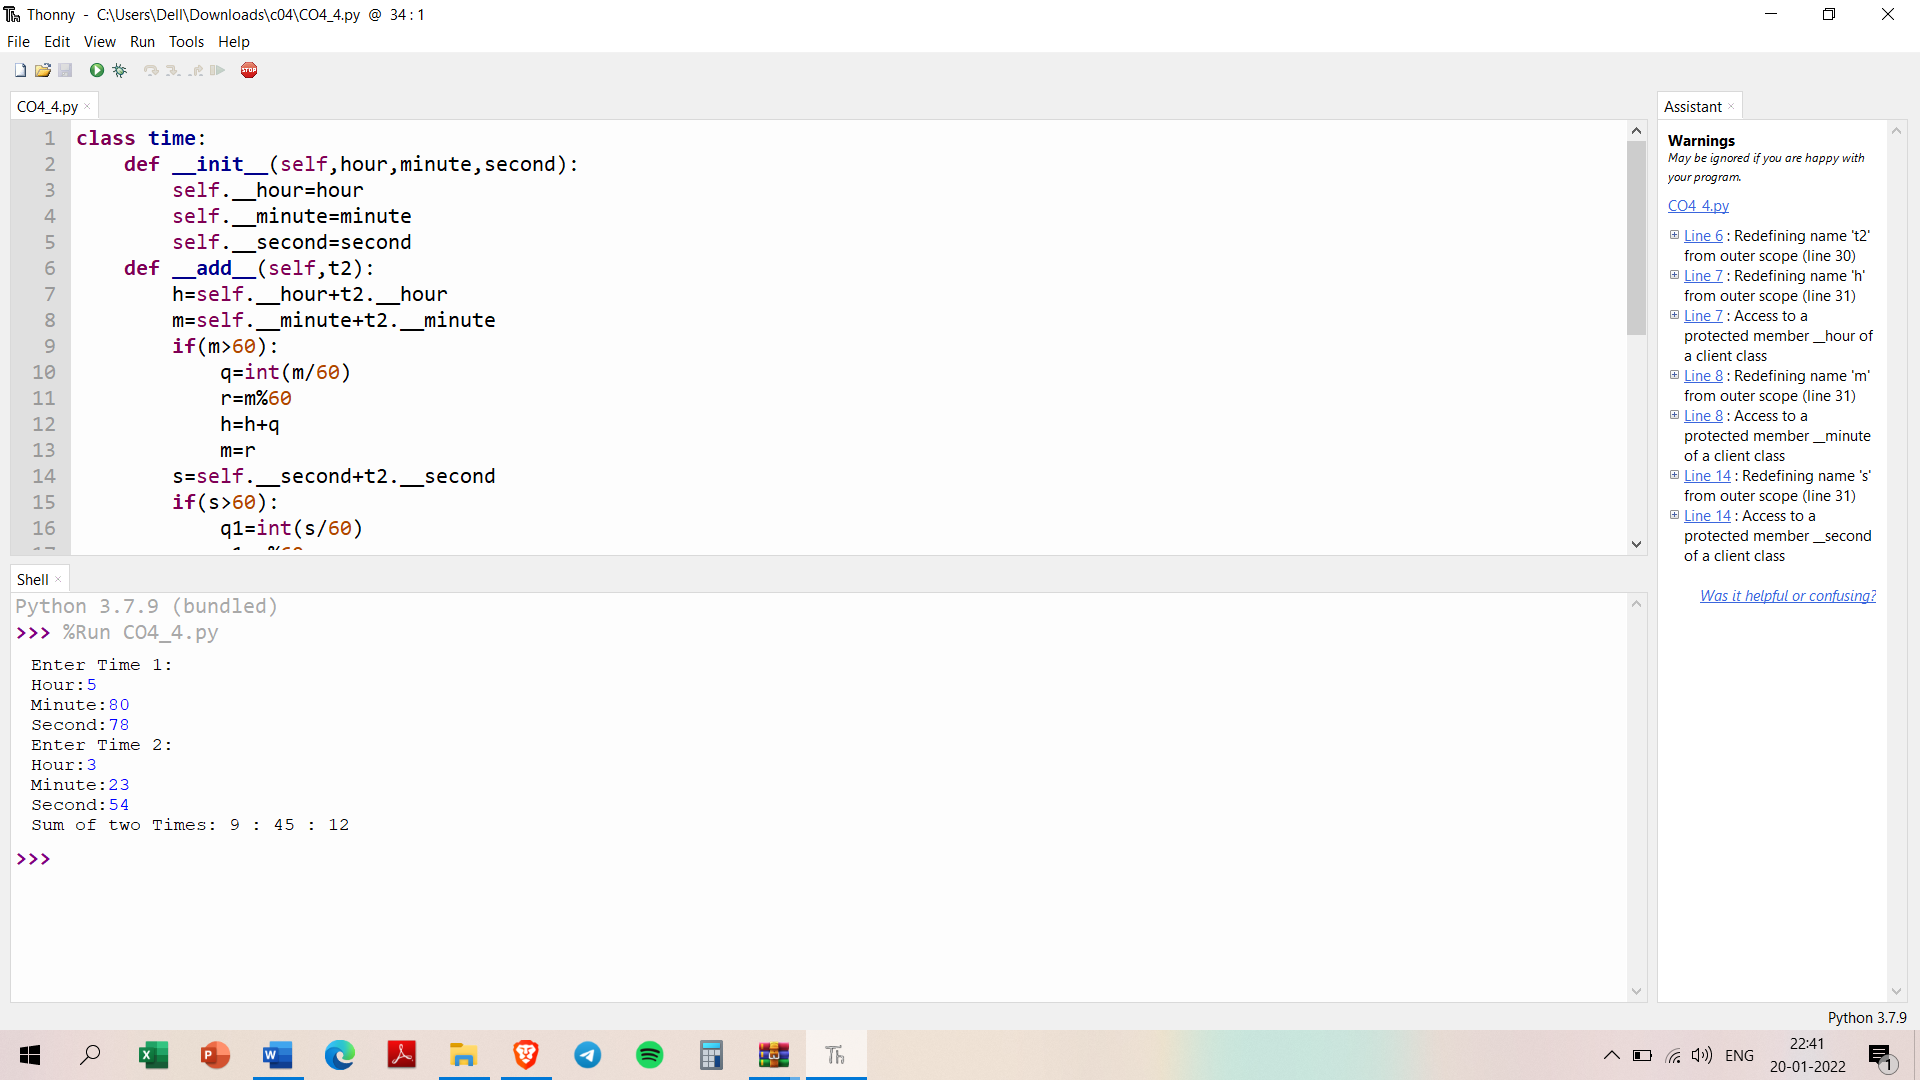 Thonny - C:\Users\Dell\Downloads\c04\CO4_4.py @ 34 : 1
File Edit View Run Tools Help
CO4_4.py
1 class time:
2     def __init__(self,hour,minute,second):
3         self.__hour=hour
4         self.__minute=minute
5         self.__second=second
6     def __add__(self,t2):
7         h=self.__hour+t2.__hour
8         m=self.__minute+t2.__minute
9         if(m>60):
10             q=int(m/60)
11             r=m%60
12             h=h+q
13             m=r
14         s=self.__second+t2.__second
15         if(s>60):
16             q1=int(s/60)
Shell
Python 3.7.9 (bundled)
>>> %Run CO4_4.py
Enter Time 1:
Hour:5
Minute:80
Second:78
Enter Time 2:
Hour:3
Minute:23
Second:54
Sum of two Times: 9 : 45 : 12
>>>
Assistant
Warnings
May be ignored if you are happy with
your program.
CO4_4.py
Line 6 : Redefining name 't2'
from outer scope (line 30)
Line 7 : Redefining name 'h'
from outer scope (line 31)
Line 7 : Access to a
protected member __hour of
a client class
Line 8 : Redefining name 'm'
from outer scope (line 31)
Line 8 : Access to a
protected member __minute
of a client class
Line 14 : Redefining name 's'
from outer scope (line 31)
Line 14 : Access to a
protected member __second
of a client class
Was it helpful or confusing?
Python 3.7.9
ENG
22:41
20-01-2022
1